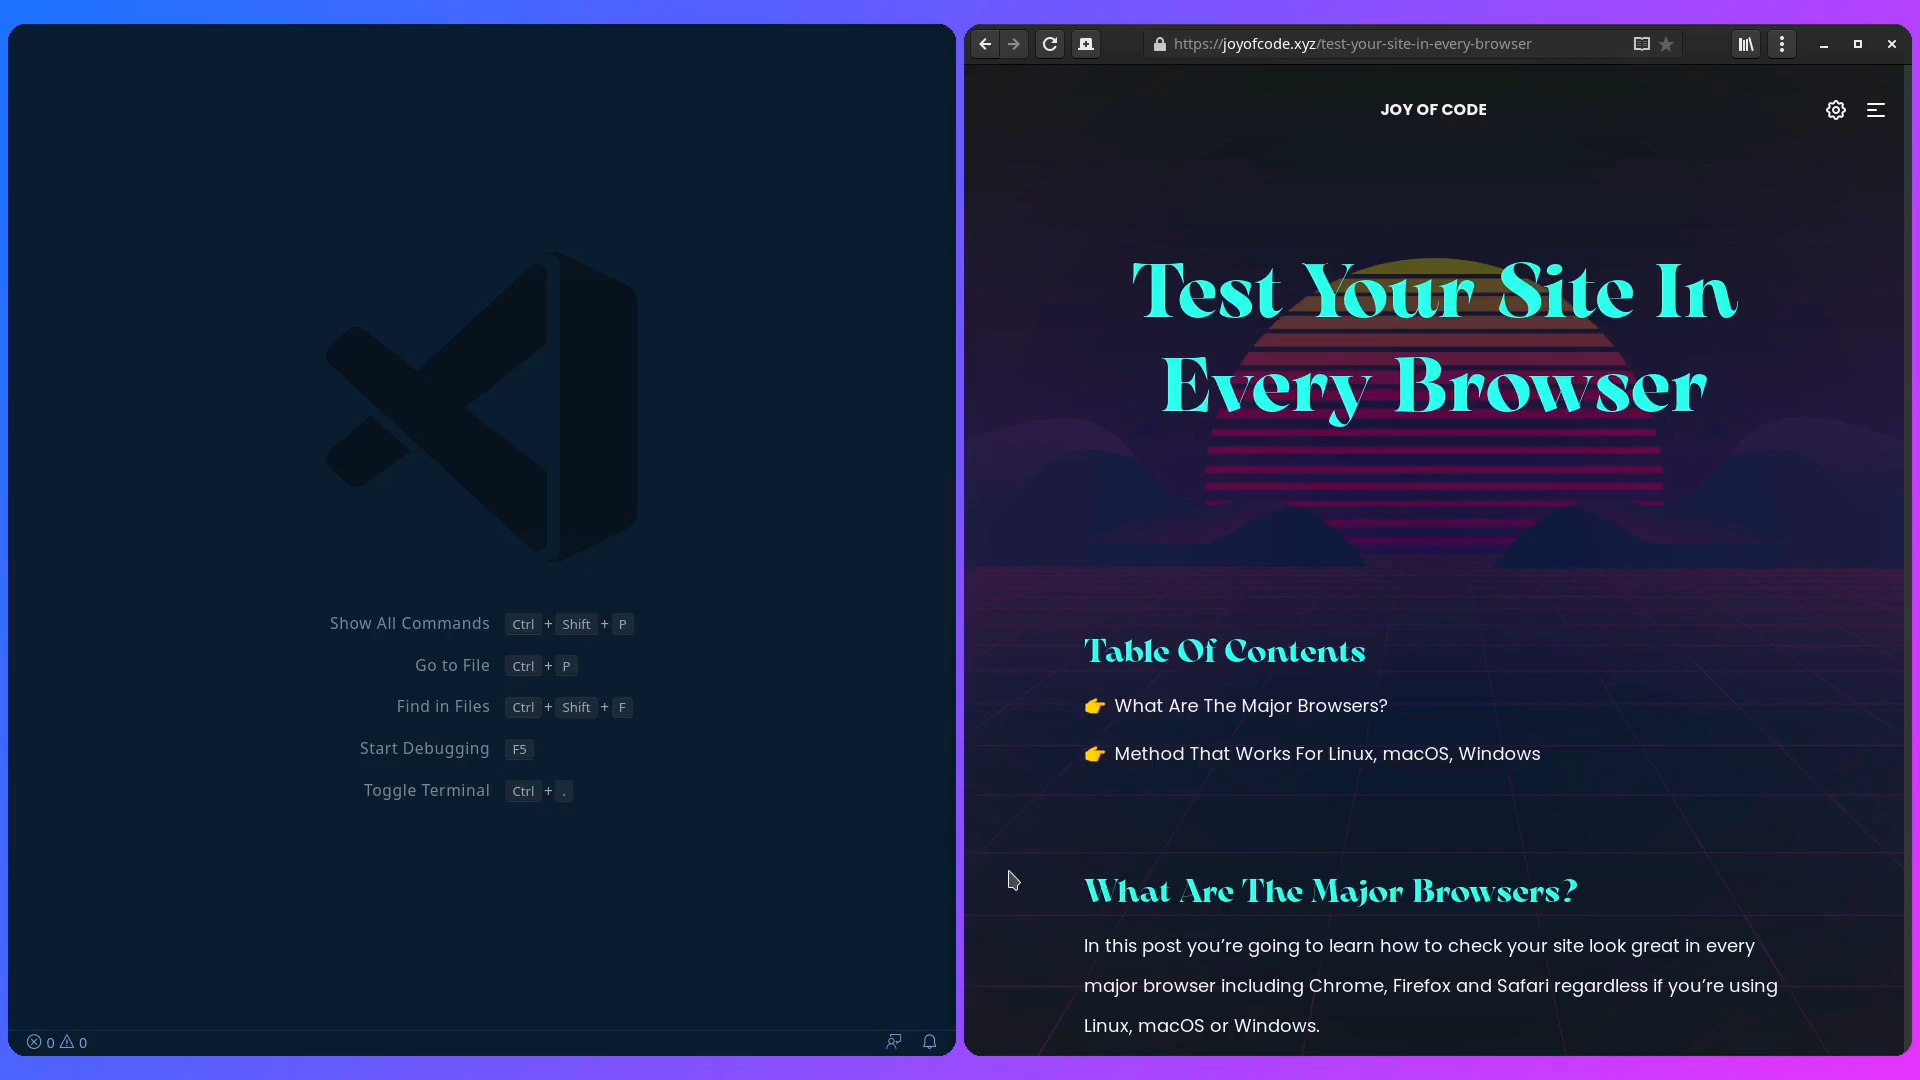 Show All Commands Ctrl + Shift + P
Go to File Ctrl + P
Find in Files Ctrl + Shift + F
Start Debugging F5
Toggle Terminal Ctrl + .
0 0
https://joyofcode.xyz/test-your-site-in-every-browser
JOY OF CODE
Test Your Site In
Every Browser
Table Of Contents
👉 What Are The Major Browsers?
👉 Method That Works For Linux, macOS, Windows
What Are The Major Browsers?
In this post you’re going to learn how to check your site look great in every
major browser including Chrome, Firefox and Safari regardless if you’re using
Linux, macOS or Windows.